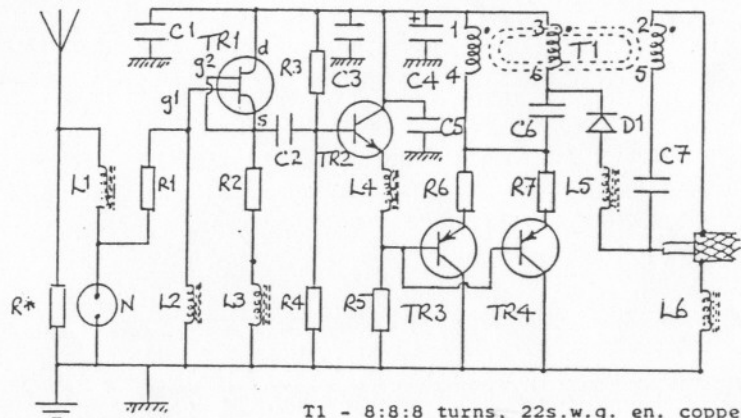 C1
TR1
d
g2
g1
s
R3
C3
+
C4
1
4
3
6
T1
2
5
C2
TR2
C5
C6
D1
C7
L1
R1
R2
L4
R6
R7
L5
R*
N
L2
L3
R4
R5
TR3
TR4
L6
T1 - 8:8:8 turns, 22s.w.g. en. coppe